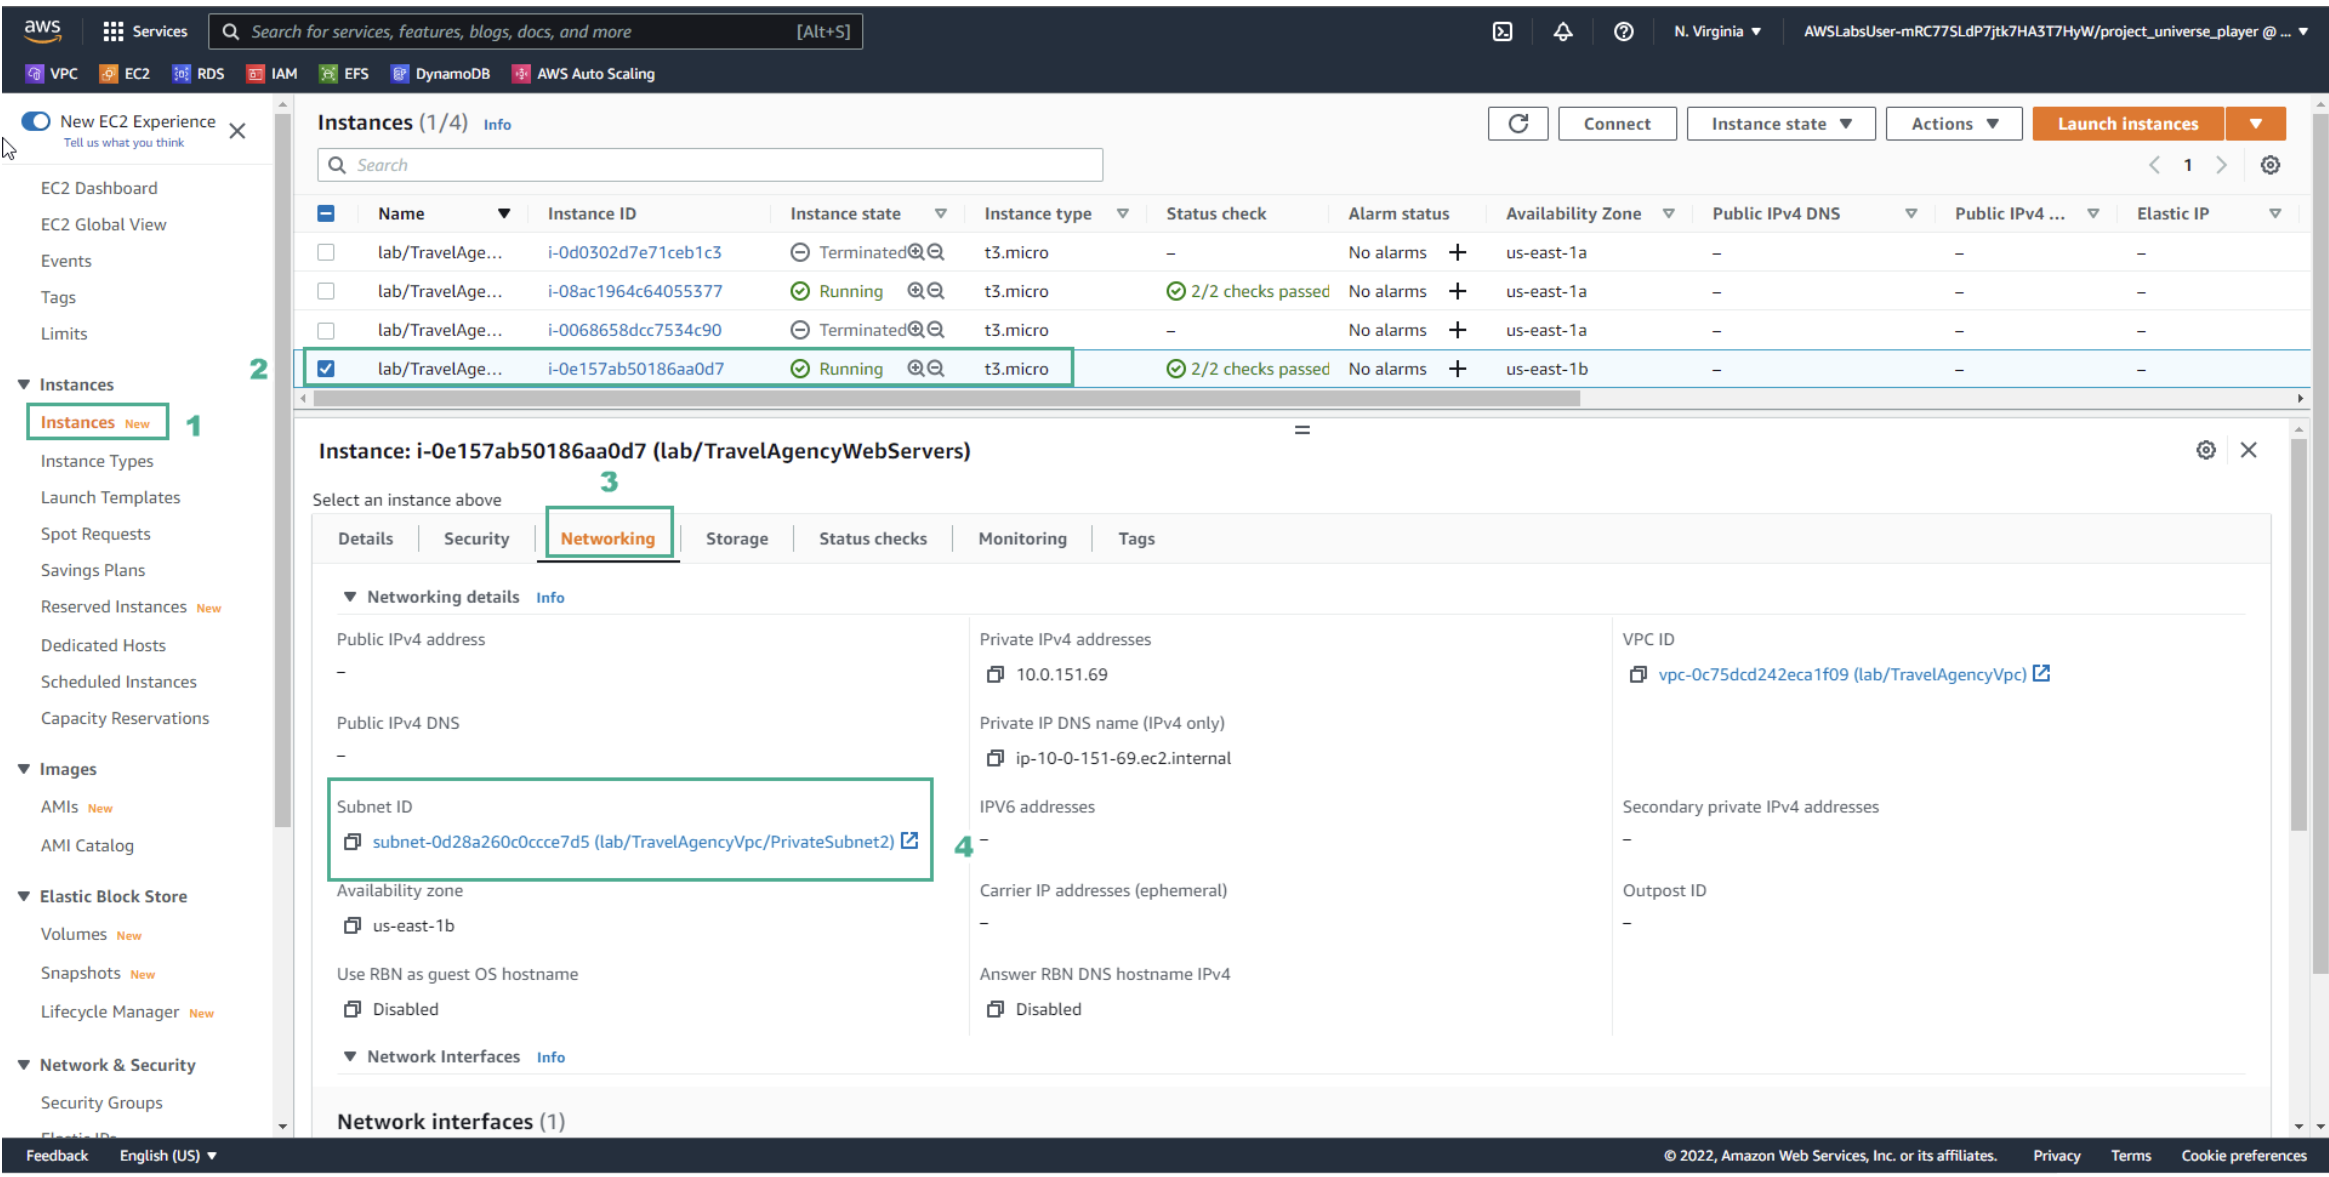 aws
Services
Search for services, features, blogs, docs, and more
[Alt+S]
N. Virginia
AWSLabsUser-mRC77SLdP7jtk7HA3T7HyW/project_universe_player @ ...
VPC
EC2
RDS
IAM
EFS
DynamoDB
AWS Auto Scaling
New EC2 Experience
Tell us what you think
EC2 Dashboard
EC2 Global View
Events
Tags
Limits
Instances
Instances New
1
Instance Types
Launch Templates
Spot Requests
Savings Plans
Reserved Instances New
Dedicated Hosts
Scheduled Instances
Capacity Reservations
Images
AMIs New
AMI Catalog
Elastic Block Store
Volumes New
Snapshots New
Lifecycle Manager New
Network & Security
Security Groups
Elastic IPs
Instances (1/4) Info
Connect
Instance state
Actions
Launch instances
Search
1
Name Instance ID Instance state Instance type Status check Alarm status Availability Zone Public IPv4 DNS Public IPv4 ... Elastic IP
lab/TravelAge... i-0d0302d7e71ceb1c3 Terminated t3.micro – No alarms + us-east-1a – – –
lab/TravelAge... i-08ac1964c64055377 Running t3.micro 2/2 checks passed No alarms + us-east-1a – – –
lab/TravelAge... i-0068658dcc7534c90 Terminated t3.micro – No alarms + us-east-1a – – –
2
lab/TravelAge... i-0e157ab50186aa0d7 Running t3.micro 2/2 checks passed No alarms + us-east-1b – – –
Instance: i-0e157ab50186aa0d7 (lab/TravelAgencyWebServers)
3
Select an instance above
Details
Security
Networking
Storage
Status checks
Monitoring
Tags
Networking details Info
Public IPv4 address
–
Private IPv4 addresses
10.0.151.69
VPC ID
vpc-0c75dcd242eca1f09 (lab/TravelAgencyVpc)
Public IPv4 DNS
–
Private IP DNS name (IPv4 only)
ip-10-0-151-69.ec2.internal
Subnet ID
subnet-0d28a260c0ccce7d5 (lab/TravelAgencyVpc/PrivateSubnet2)
4
IPV6 addresses
–
Secondary private IPv4 addresses
–
Availability zone
us-east-1b
Carrier IP addresses (ephemeral)
–
Outpost ID
–
Use RBN as guest OS hostname
Disabled
Answer RBN DNS hostname IPv4
Disabled
Network Interfaces Info
Network interfaces (1)
Feedback
English (US)
© 2022, Amazon Web Services, Inc. or its affiliates.
Privacy
Terms
Cookie preferences